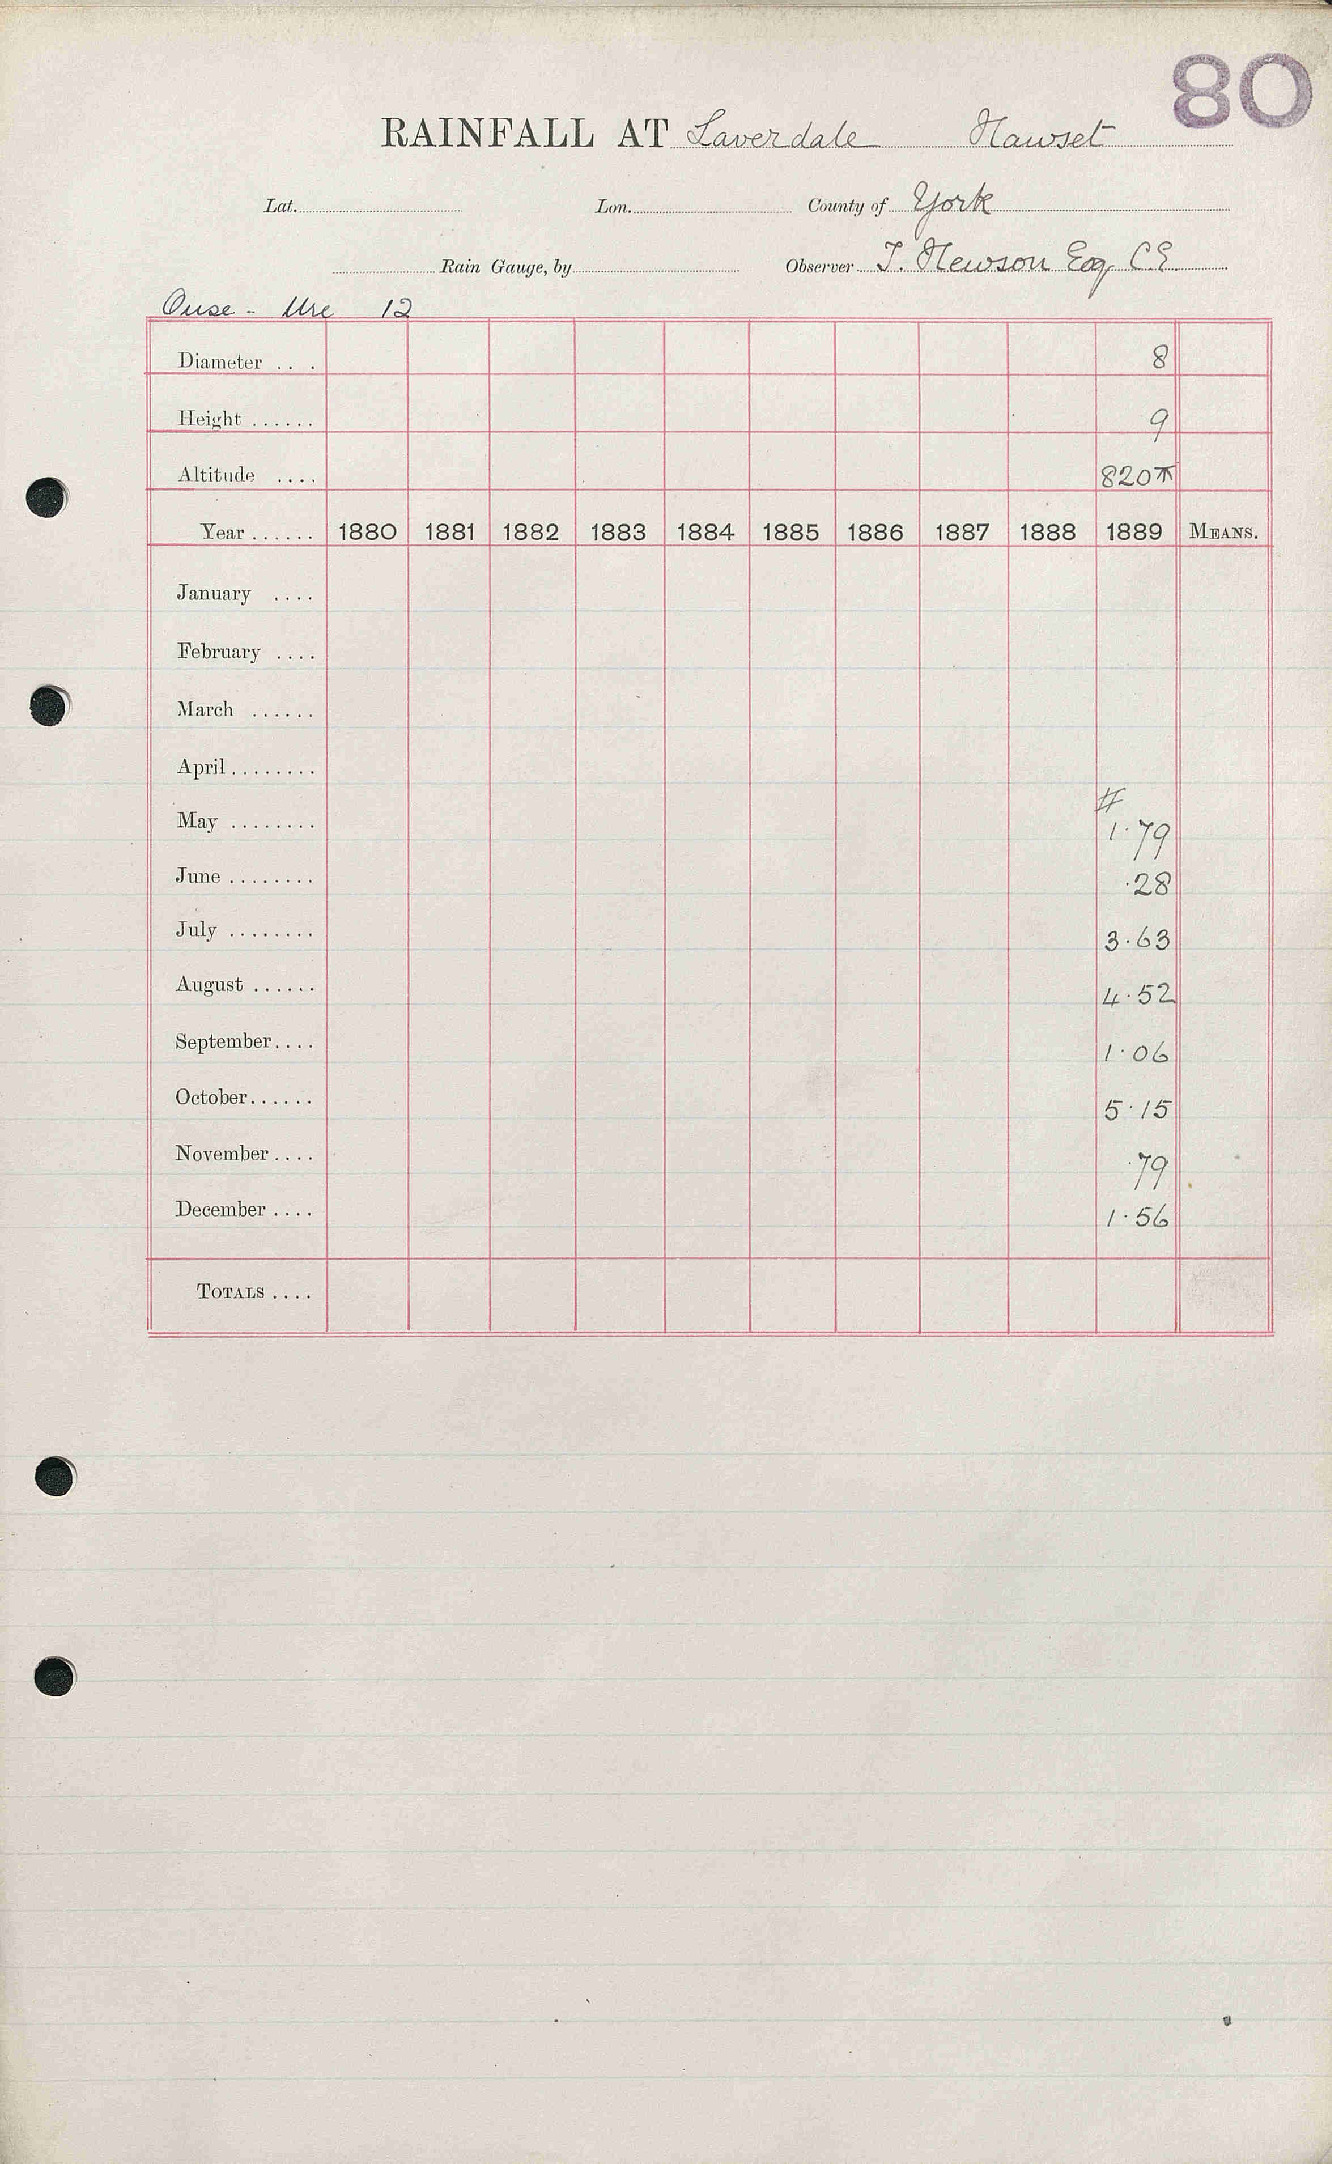 80
RAINFALL AT Laverdale Hawset
Lat. Lon. County of York
Rain Gauge, by Observer T. Hewson Esq CE
Ouse - Ure 12
Diameter . . . 8
Height ...... 9
Altitude .... 820
Year ...... 1880 1881 1882 1883 1884 1885 1886 1887 1888 1889 MEANS.
January ....
February ....
March ......
April ........
#
May ........ 1.79
June ........ .28
July ........ 3.63
August ...... 4.52
September.... 1.06
October...... 5.15
November.... .79
December .... 1.56
TOTALS ....